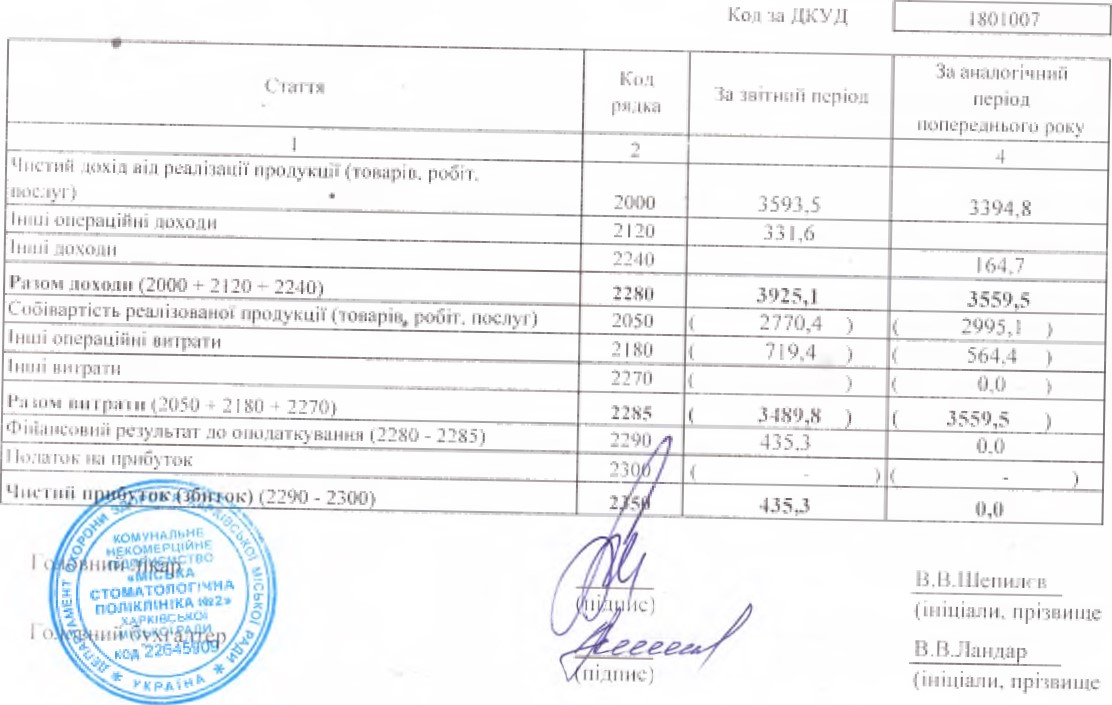 Код за ДКУД 1801007
Стаття Код рядка За звітний період За аналогічний період попереднього року
1 2 4
Чистий дохід від реалізації продукції (товарів, робіт,
послуг) 2000 3593,5 3394,8
Інші операційні доходи 2120 331,6
Інші доходи 2240 164,7
Разом доходи (2000 + 2120 + 2240) 2280 3925,1 3559,5
Собівартість реалізованої продукції (товарів, робіт, послуг) 2050 ( 2770,4 ) ( 2995,1 )
Інші операційні витрати 2180 ( 719,4 ) ( 564,4 )
Інші витрати 2270 ( ) ( 0,0 )
Разом витрати (2050 + 2180 + 2270) 2285 ( 3489,8 ) ( 3559,5 )
Фінансовий результат до оподаткування (2280 - 2285) 2290 435,3 0,0
Податок на прибуток 2300 ( - ) ( - )
Чистий прибуток (збиток) (2290 - 2300) 2350 435,3 0,0
Головний лікар
(підпис)
В.В.Шепилєв
(ініціали, прізвище
Головний бухгалтер
(підпис)
В.В.Ландар
(ініціали, прізвище
ДЕПАРТАМЕНТ ОХОРОНИ ХАРКІВСЬКОЇ МІСЬКОЇ РАДИ
* УКРАЇНА *
КОМУНАЛЬНЕ
НЕКОМЕРЦІЙНЕ
ПІДПРИЄМСТВО
«МІСЬКА
СТОМАТОЛОГІЧНА
ПОЛІКЛІНІКА №2»
ХАРКІВСЬКОЇ
МІСЬКОЇ РАДИ
код 22645909